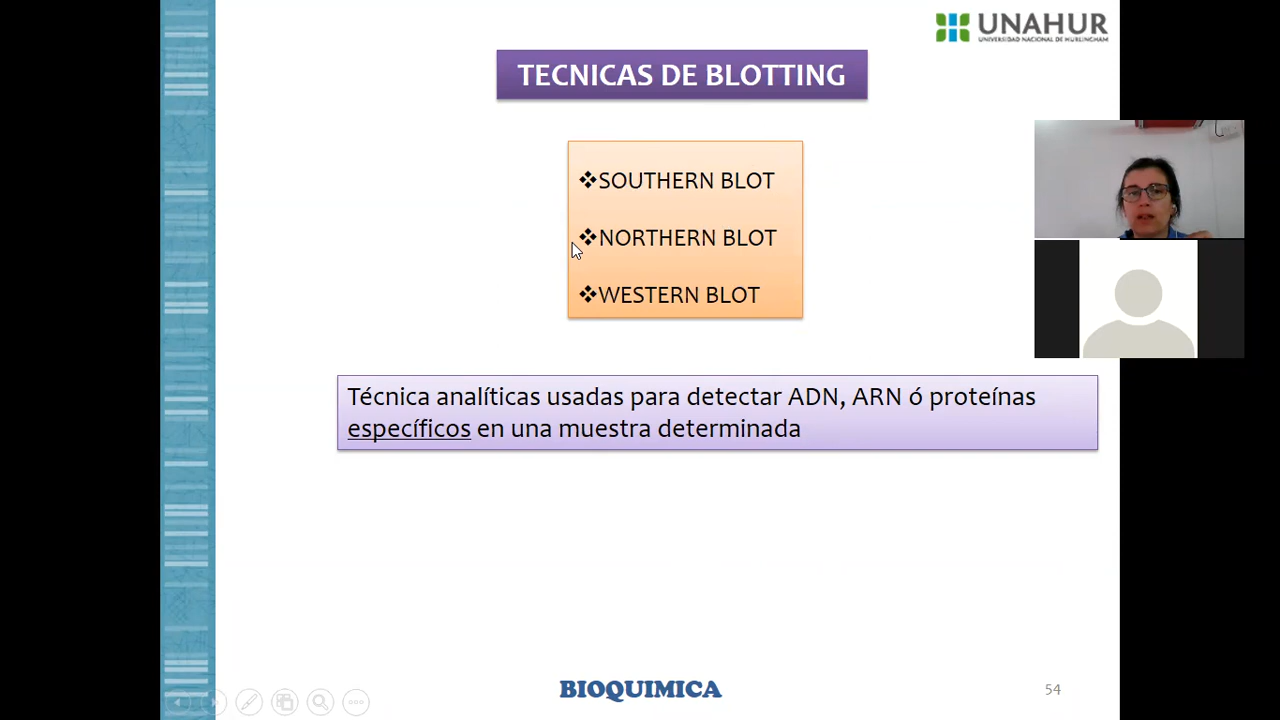 UNAHUR
UNIVERSIDAD NACIONAL DE HURLINGHAM
TECNICAS DE BLOTTING
❖SOUTHERN BLOT
❖NORTHERN BLOT
❖WESTERN BLOT
Técnica analíticas usadas para detectar ADN, ARN ó proteínas
específicos en una muestra determinada
BIOQUIMICA
54